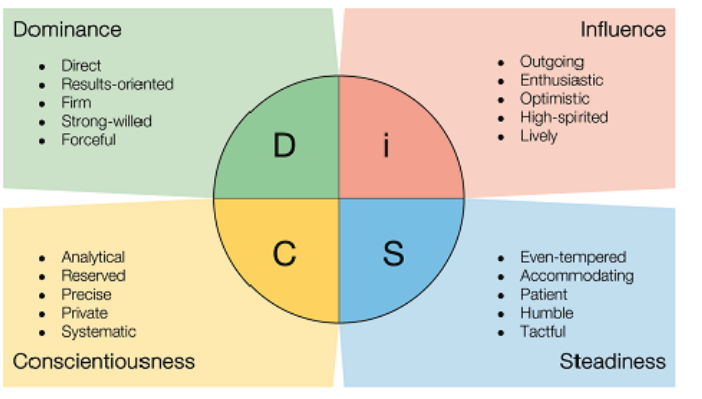 Dominance
• Direct
• Results-oriented
• Firm
• Strong-willed
• Forceful
Influence
• Outgoing
• Enthusiastic
• Optimistic
• High-spirited
• Lively
D
i
C
S
• Analytical
• Reserved
• Precise
• Private
• Systematic
Conscientiousness
• Even-tempered
• Accommodating
• Patient
• Humble
• Tactful
Steadiness